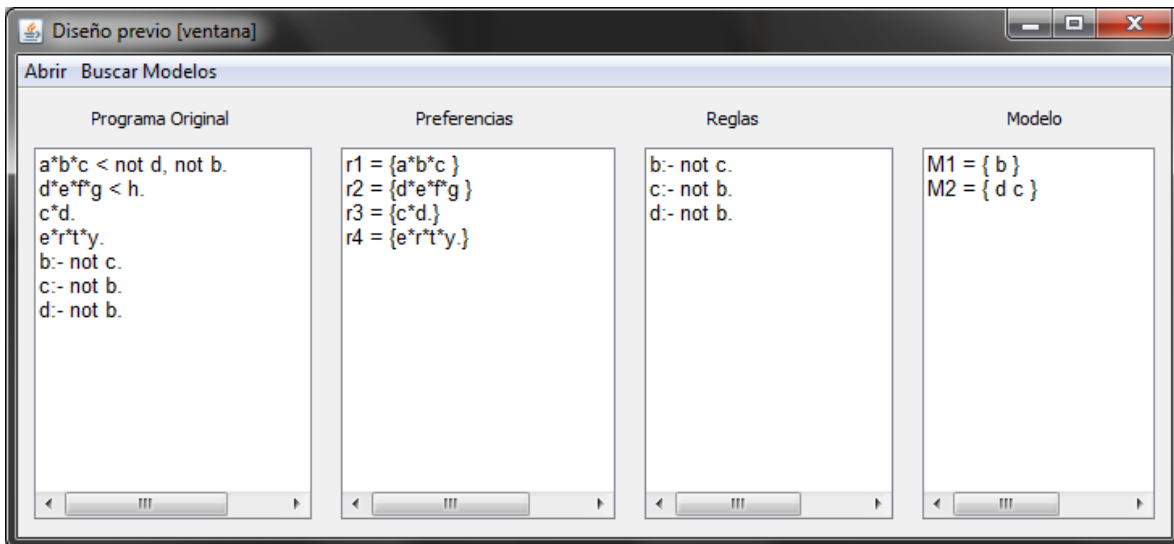 Diseño previo [ventana]
Abrir Buscar Modelos
Programa Original
a*b*c < not d, not b.
d*e*f*g < h.
c*d.
e*r*t*y.
b:- not c.
c:- not b.
d:- not b.
Preferencias
r1 = {a*b*c }
r2 = {d*e*f*g }
r3 = {c*d.}
r4 = {e*r*t*y.}
Reglas
b:- not c.
c:- not b.
d:- not b.
Modelo
M1 = { b }
M2 = { d c }